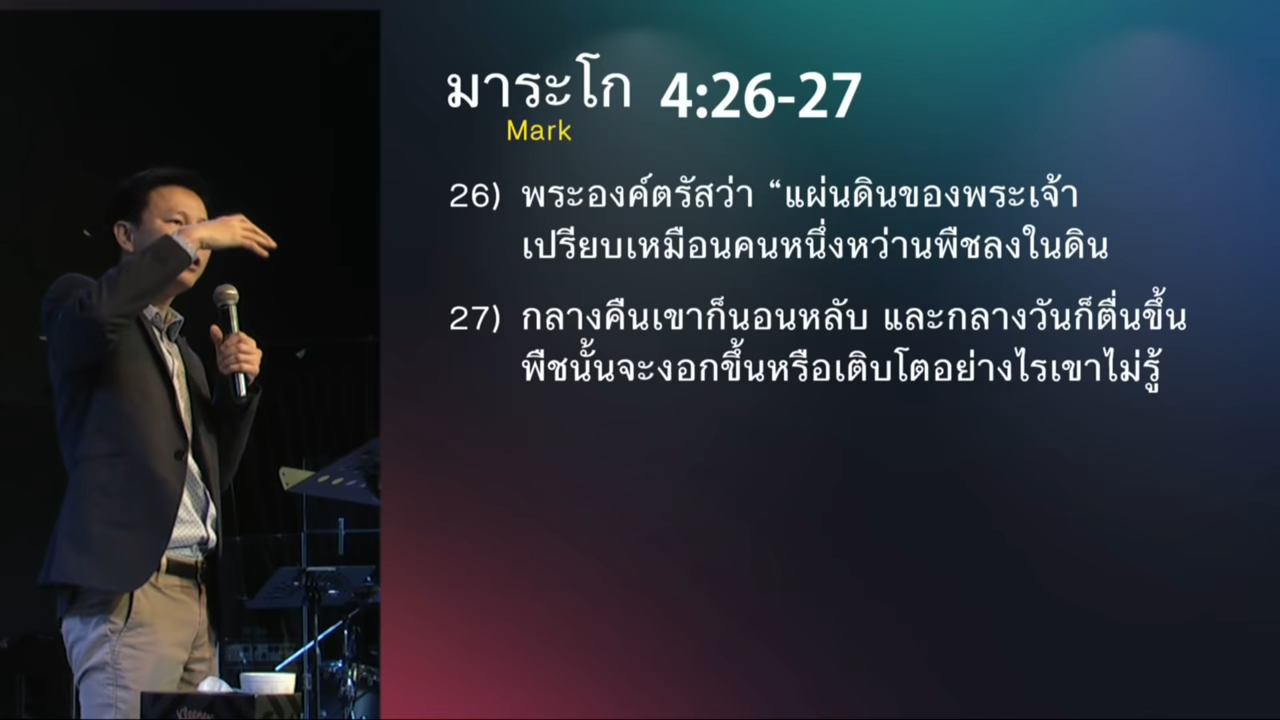 มาระโก 4:26-27
Mark
26) พระองค์ตรัสว่า “แผ่นดินของพระเจ้า
เปรียบเหมือนคนหนึ่งหว่านพืชลงในดิน
27) กลางคืนเขาก็นอนหลับ และกลางวันก็ตื่นขึ้น
พืชนั้นจะงอกขึ้นหรือเติบโตอย่างไรเขาไม่รู้
Kleenex